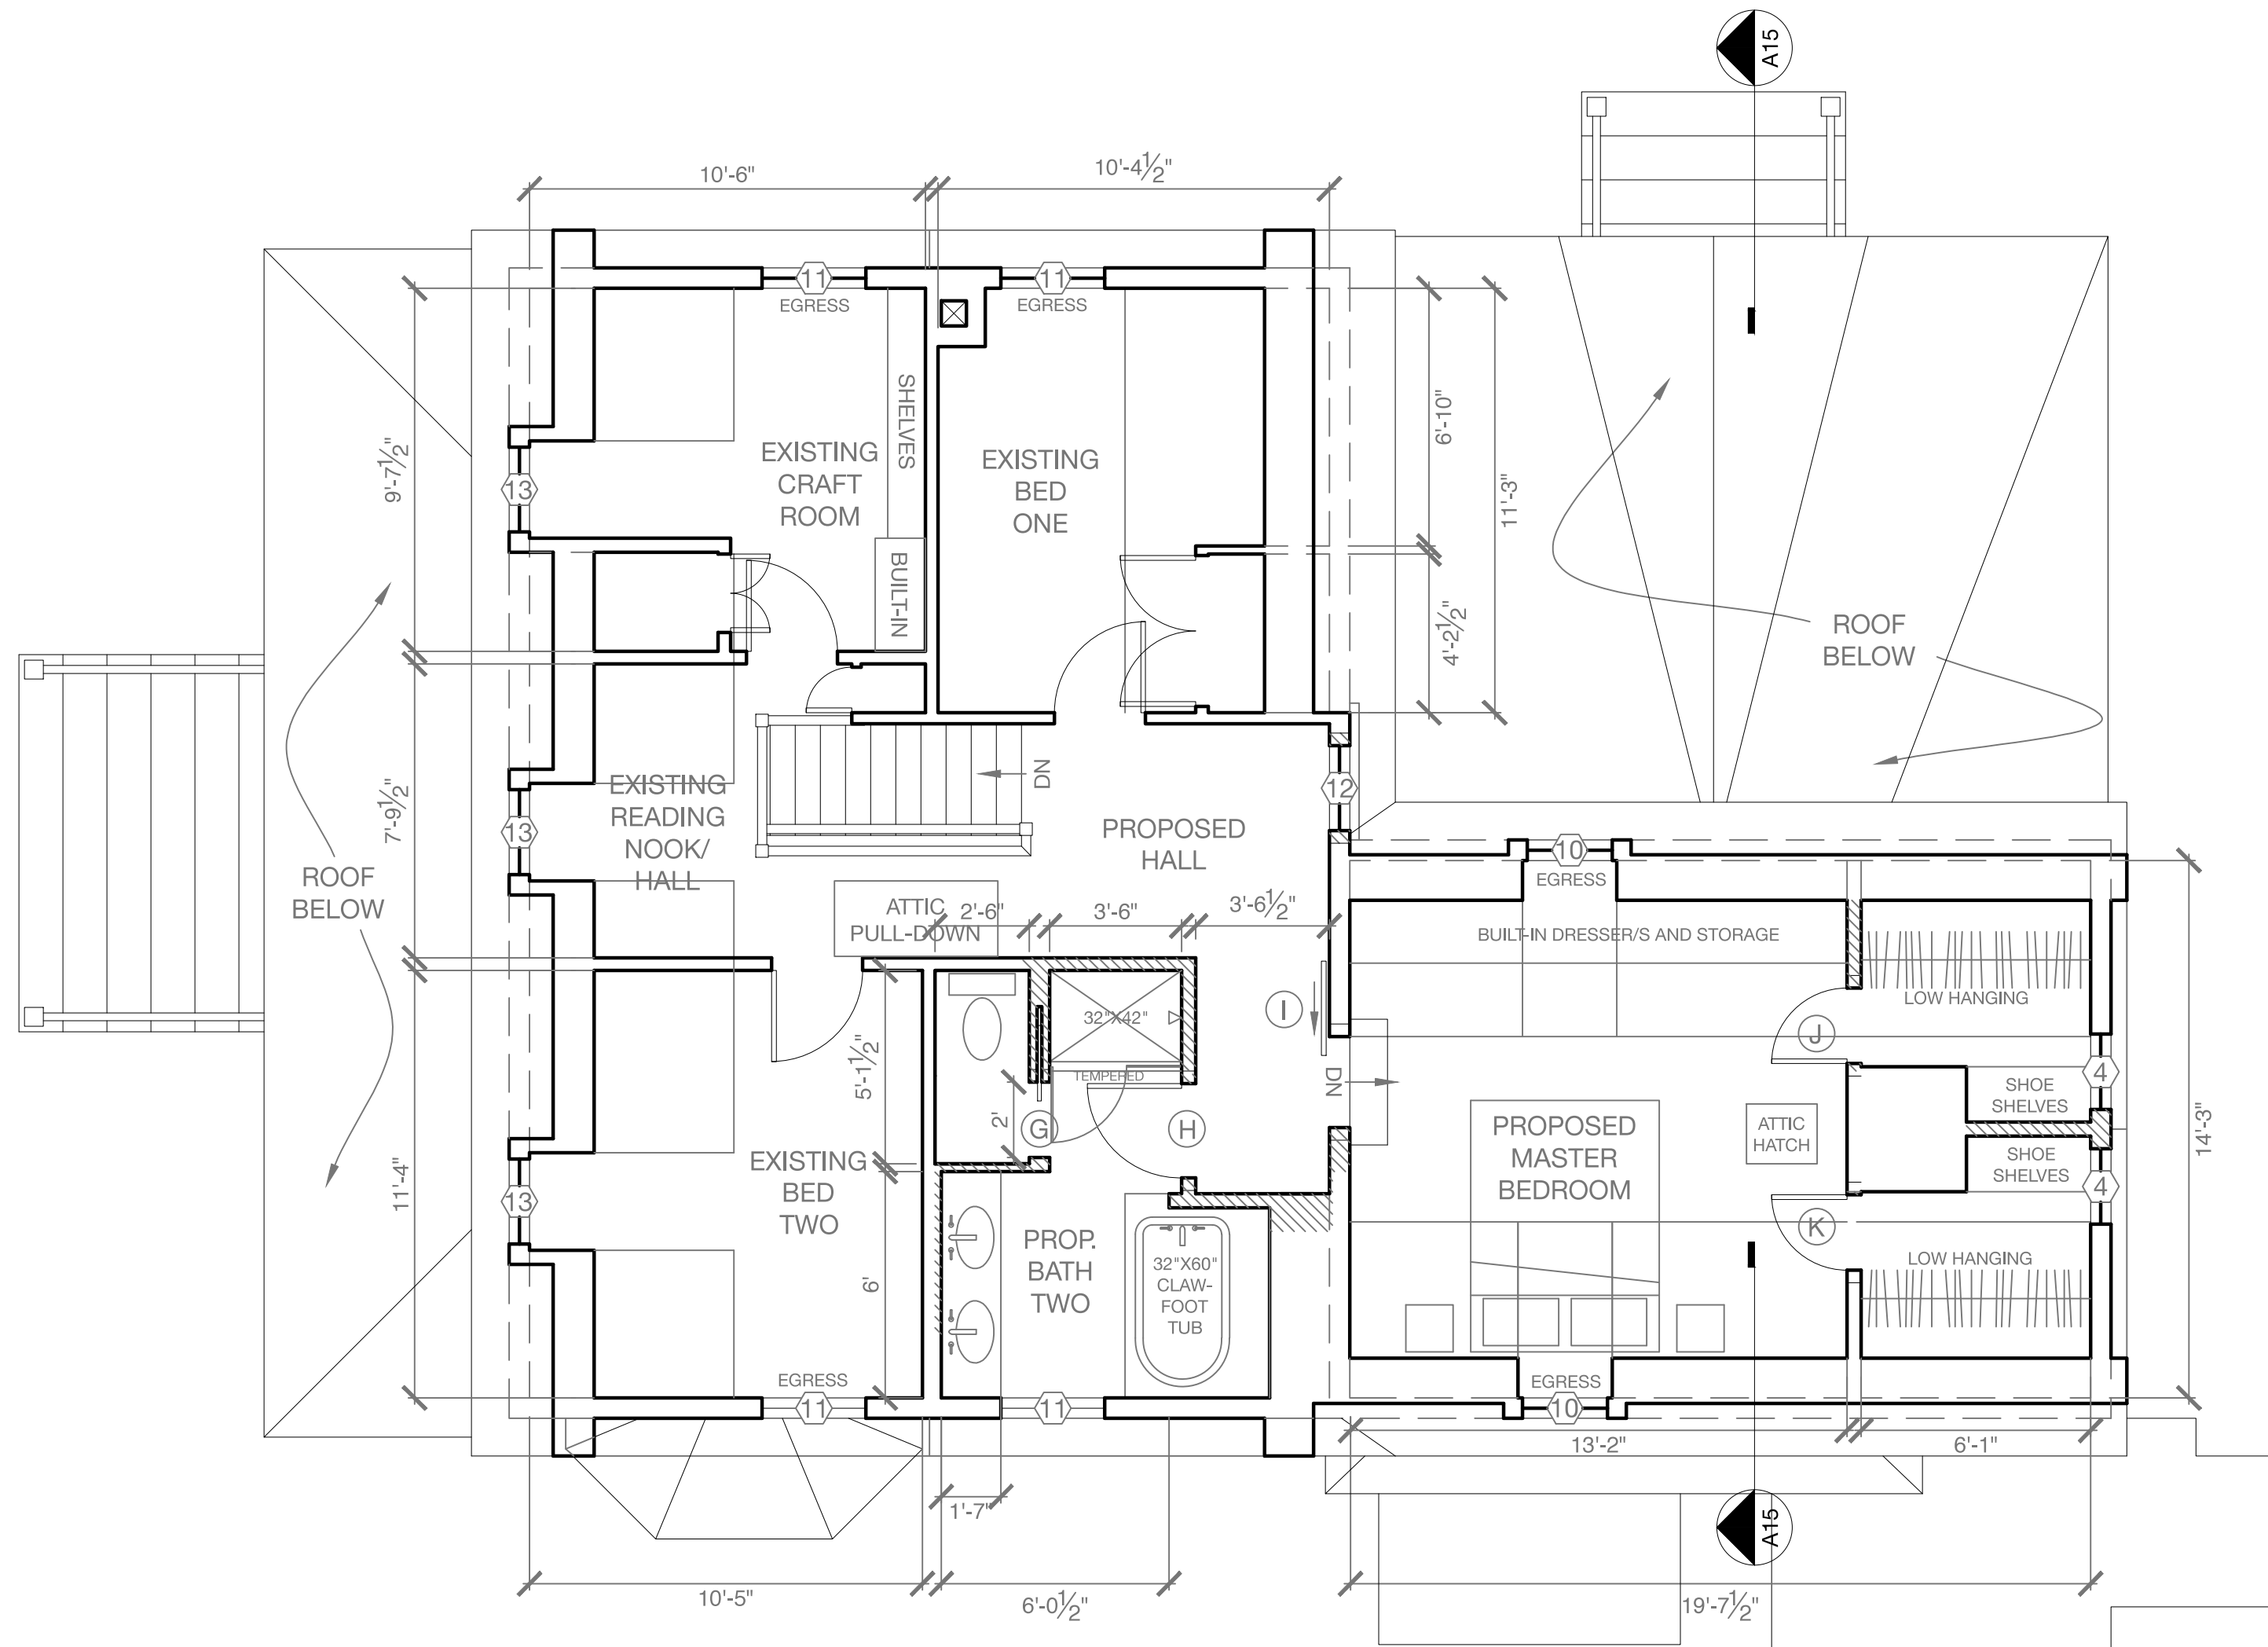 A15
10'-6"
10'-4½"
11
EGRESS
11
EGRESS
SHELVES
EXISTING
CRAFT
ROOM
EXISTING
BED
ONE
9'-7½"
6'-10"
11'-3"
13
BUILT-IN
4'-2½"
ROOF
BELOW
DN
12
EXISTING
READING
NOOK/
HALL
7'-9½"
13
PROPOSED
HALL
10
EGRESS
ROOF
BELOW
ATTIC
PULL-DOWN
2'-6"
3'-6"
3'-6½"
BUILT-IN DRESSER/S AND STORAGE
LOW HANGING
32"X42"
I
J
5'-1½"
TEMPERED
DN
4
SHOE
SHELVES
2'
G
H
PROPOSED
MASTER
BEDROOM
ATTIC
HATCH
14'-3"
SHOE
SHELVES
4
11'-4"
13
EXISTING
BED
TWO
K
PROP.
BATH
TWO
32"X60"
CLAW-
FOOT
TUB
LOW HANGING
6'
EGRESS
11
11
EGRESS
10
13'-2"
6'-1"
1'-7"
A15
10'-5"
6'-0½"
19'-7½"